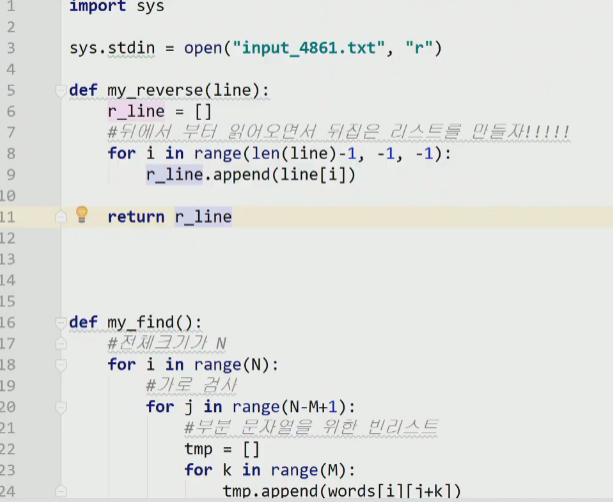 1 import sys
2
3 sys.stdin = open("input_4861.txt", "r")
4
5 def my_reverse(line):
6 r_line = []
7 #뒤에서 부터 읽어오면서 뒤집은 리스트를 만들자!!!!!
8 for i in range(len(line)-1, -1, -1):
9 r_line.append(line[i])
10
11 return r_line
12
13
14
15
16 def my_find():
17 #전체크기가 N
18 for i in range(N):
19 #가로 검사
20 for j in range(N-M+1):
21 #부분 문자열을 위한 빈리스트
22 tmp = []
23 for k in range(M):
24 tmp.append(words[i][j+k])